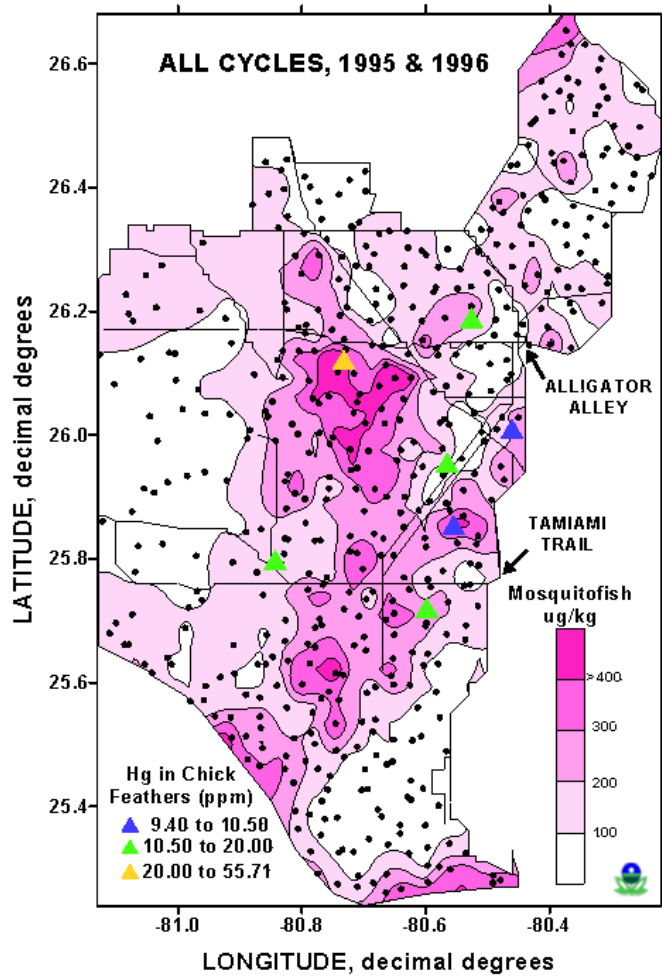 ALL CYCLES, 1995 & 1996
26.6
26.4
26.2
26.0
25.8
25.6
25.4
LATITUDE, decimal degrees
ALLIGATOR
ALLEY
TAMIAMI
TRAIL
Mosquitofish
ug/kg
>400
300
200
100
Hg in Chick
Feathers (ppm)
9.40 to 10.50
10.50 to 20.00
20.00 to 55.71
-81.0
-80.8
-80.6
-80.4
LONGITUDE, decimal degrees